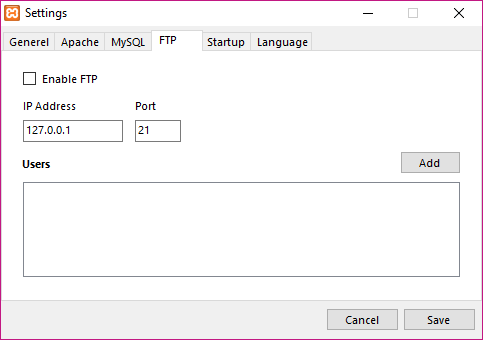 Settings
Generel Apache MySQL FTP Startup Language
Enable FTP
IP Address Port
127.0.0.1 21
Users Add
Cancel Save